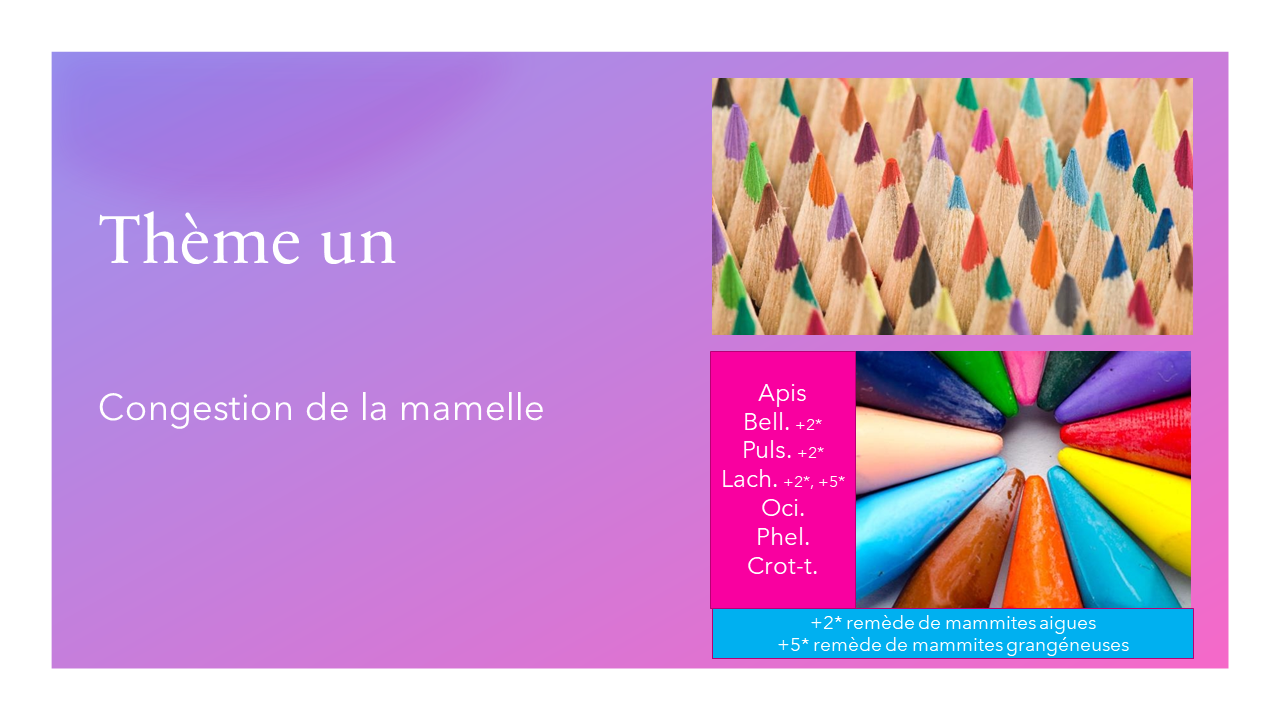 Thème un
Congestion de la mamelle
Apis
Bell. +2*
Puls. +2*
Lach. +2*, +5*
Oci.
Phel.
Crot-t.
+2* remède de mammites aigues
+5* remède de mammites grangéneuses